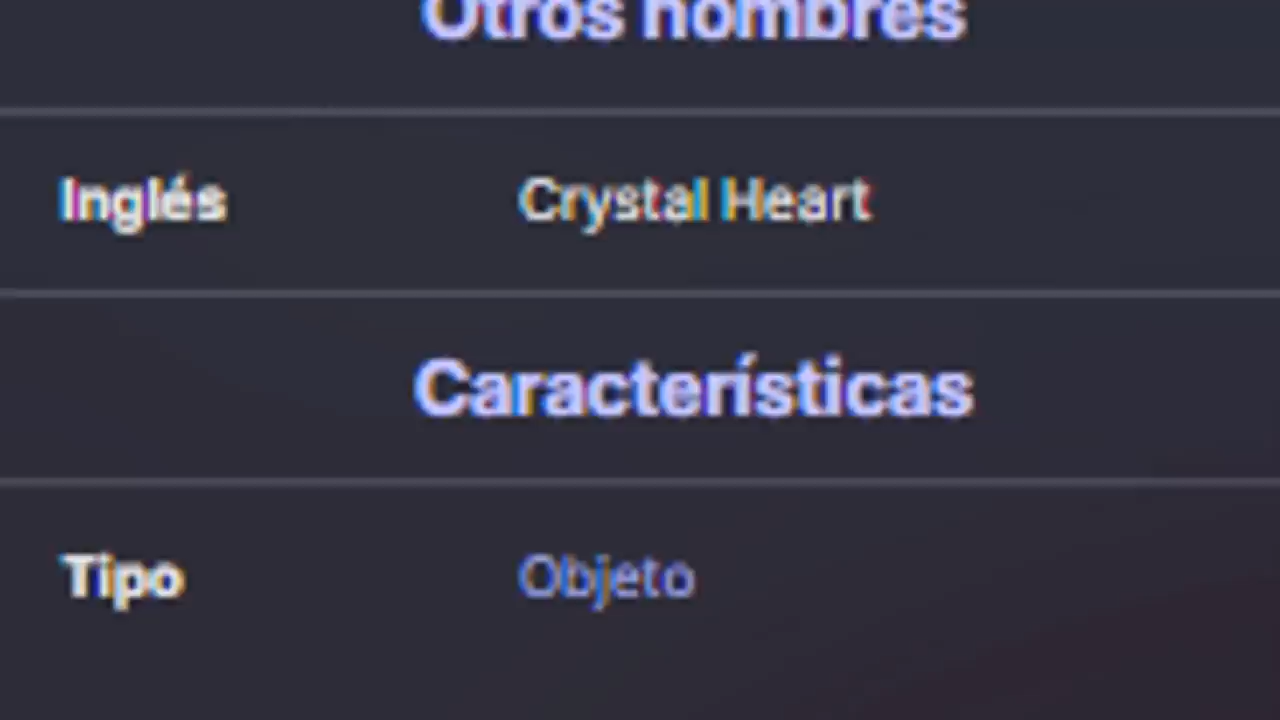 Otros nombres
Inglés Crystal Heart
Características
Tipo Objeto